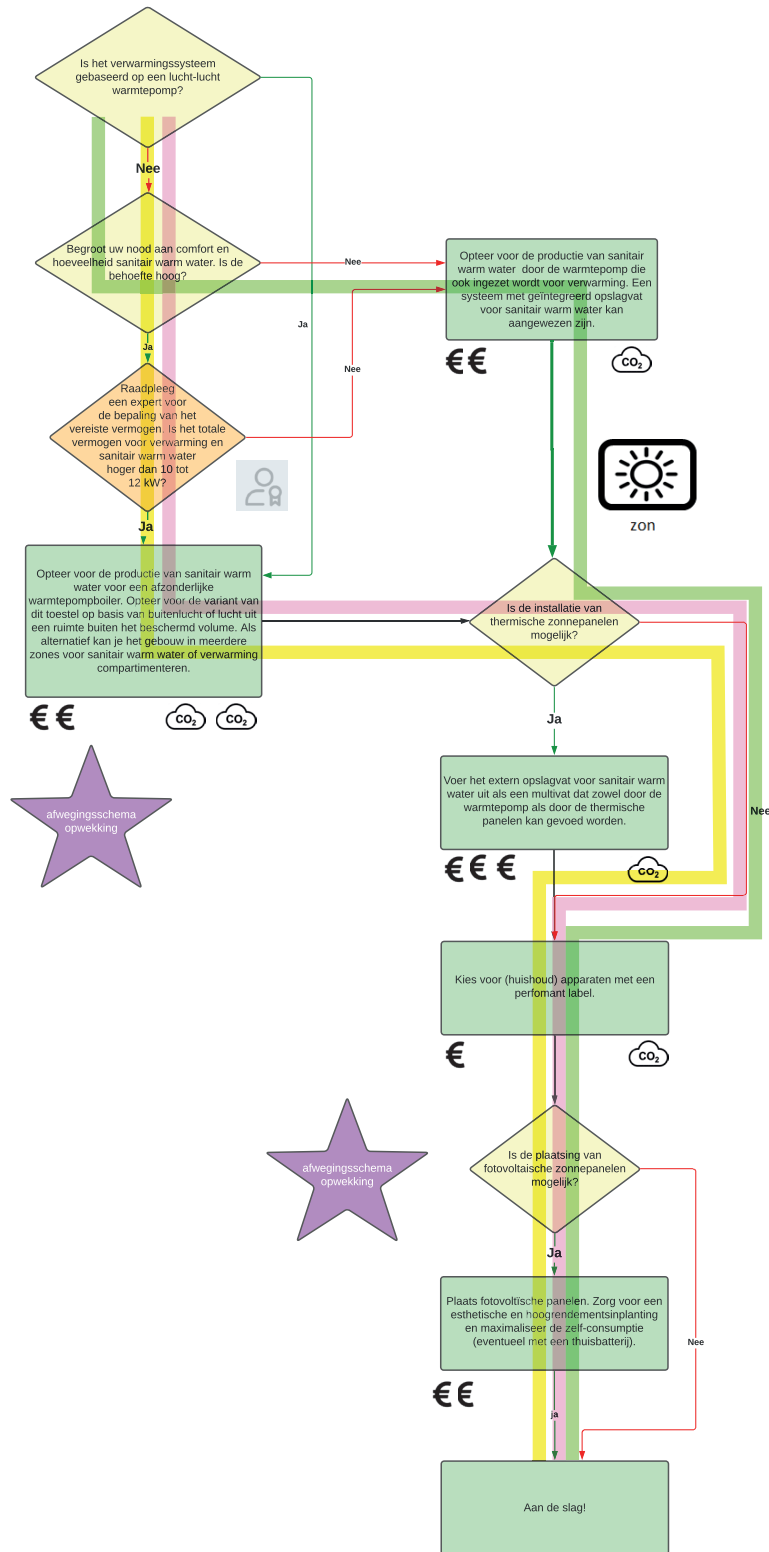 Is het verwarmingssysteem
gebaseerd op een lucht-lucht
warmtepomp?
Nee
Begroot uw nood aan comfort en
hoeveelheid sanitair warm water. Is de
behoefte hoog?
Nee
Opteer voor de productie van sanitair
warm water door de warmtepomp die
ook ingezet wordt voor verwarming. Een
systeem met geïntegreerd opslagvat
voor sanitair warm water kan
aangewezen zijn.
Ja
Ja
Nee
€€
CO2
Raadpleeg
een expert voor
de bepaling van het
vereiste vermogen. Is het totale
vermogen voor verwarming en
sanitair warm water
hoger dan 10 tot
12 kW?
zon
Ja
Opteer voor de productie van sanitair warm
water voor een afzonderlijke
warmtepompboiler. Opteer voor de variant van
dit toestel op basis van buitenlucht of lucht uit
een ruimte buiten het beschermd volume. Als
alternatief kan je het gebouw in meerdere
zones voor sanitair warm water of verwarming
compartimenteren.
€€
CO2 CO2
Is de installatie van
thermische zonnepanelen
mogelijk?
Ja
Nee
afwegingsschema
opwekking
Voer het extern opslagvat voor sanitair warm
water uit als een multivat dat zowel door de
warmtepomp als door de thermische
panelen kan gevoed worden.
€€€
CO2
Kies voor (huishoud) apparaten met een
perfomant label.
€
CO2
afwegingsschema
opwekking
Is de plaatsing van
fotovoltaische zonnepanelen
mogelijk?
Ja
Plaats fotovoltïsche panelen. Zorg voor een
esthetische en hoogrendementsinplanting
en maximaliseer de zelf-consumptie
(eventueel met een thuisbatterij).
Nee
€€
ja
Aan de slag!